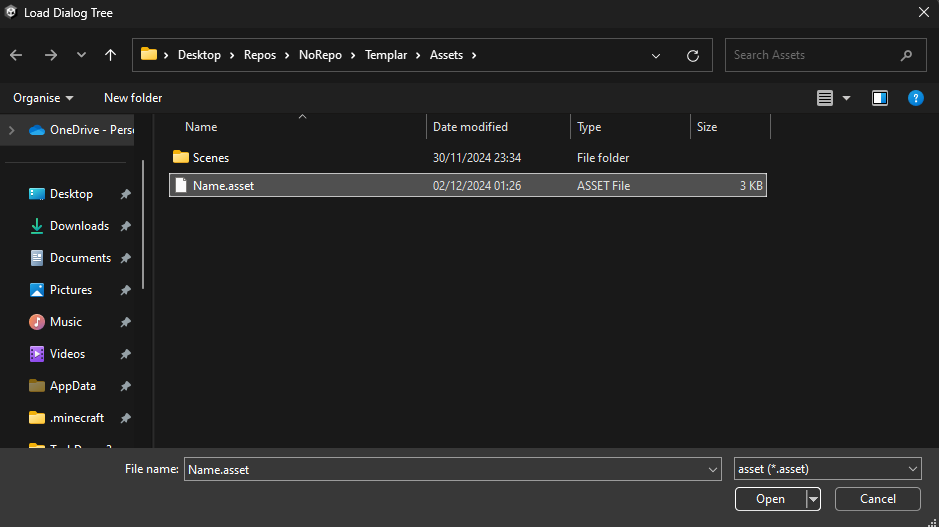 Load Dialog Tree
Desktop > Repos > NoRepo > Templar > Assets >
Search Assets
Organise New folder
Name Date modified Type Size
OneDrive - Pers
Scenes 30/11/2024 23:34 File folder
Name.asset 02/12/2024 01:26 ASSET File 3 KB
Desktop
Downloads
Documents
Pictures
Music
Videos
AppData
.minecraft
File name: Name.asset asset (*.asset)
Open Cancel